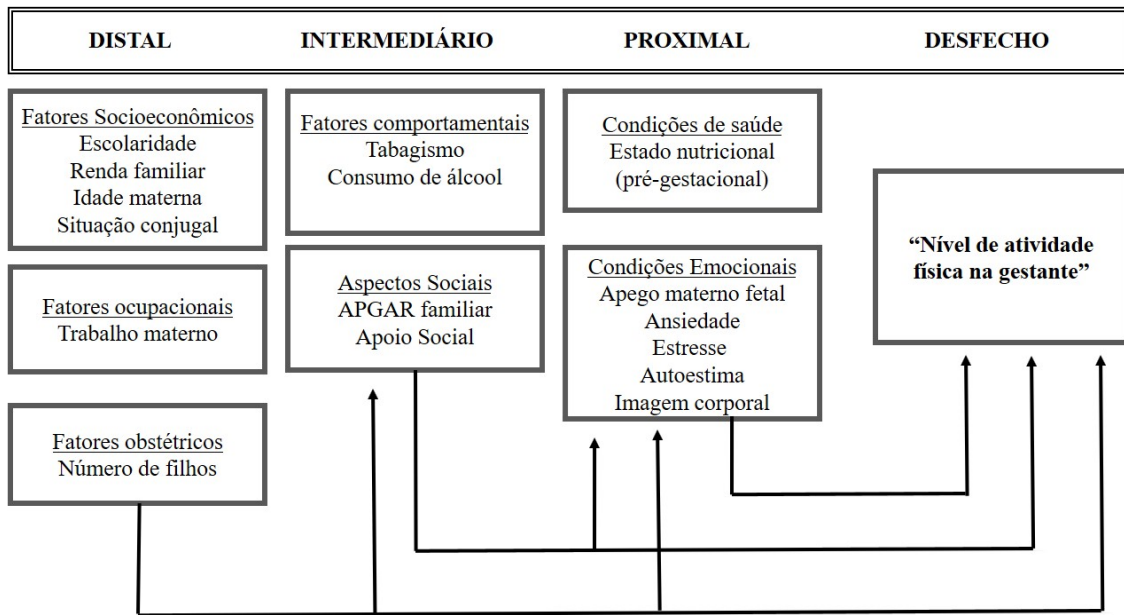 DISTAL
INTERMEDIÁRIO
PROXIMAL
DESFECHO
Fatores Socioeconômicos
Escolaridade
Renda familiar
Idade materna
Situação conjugal
Fatores ocupacionais
Trabalho materno
Fatores obstétricos
Número de filhos
Fatores comportamentais
Tabagismo
Consumo de álcool
Aspectos Sociais
APGAR familiar
Apoio Social
Condições de saúde
Estado nutricional
(pré-gestacional)
Condições Emocionais
Apego materno fetal
Ansiedade
Estresse
Autoestima
Imagem corporal
“Nível de atividade
física na gestante”